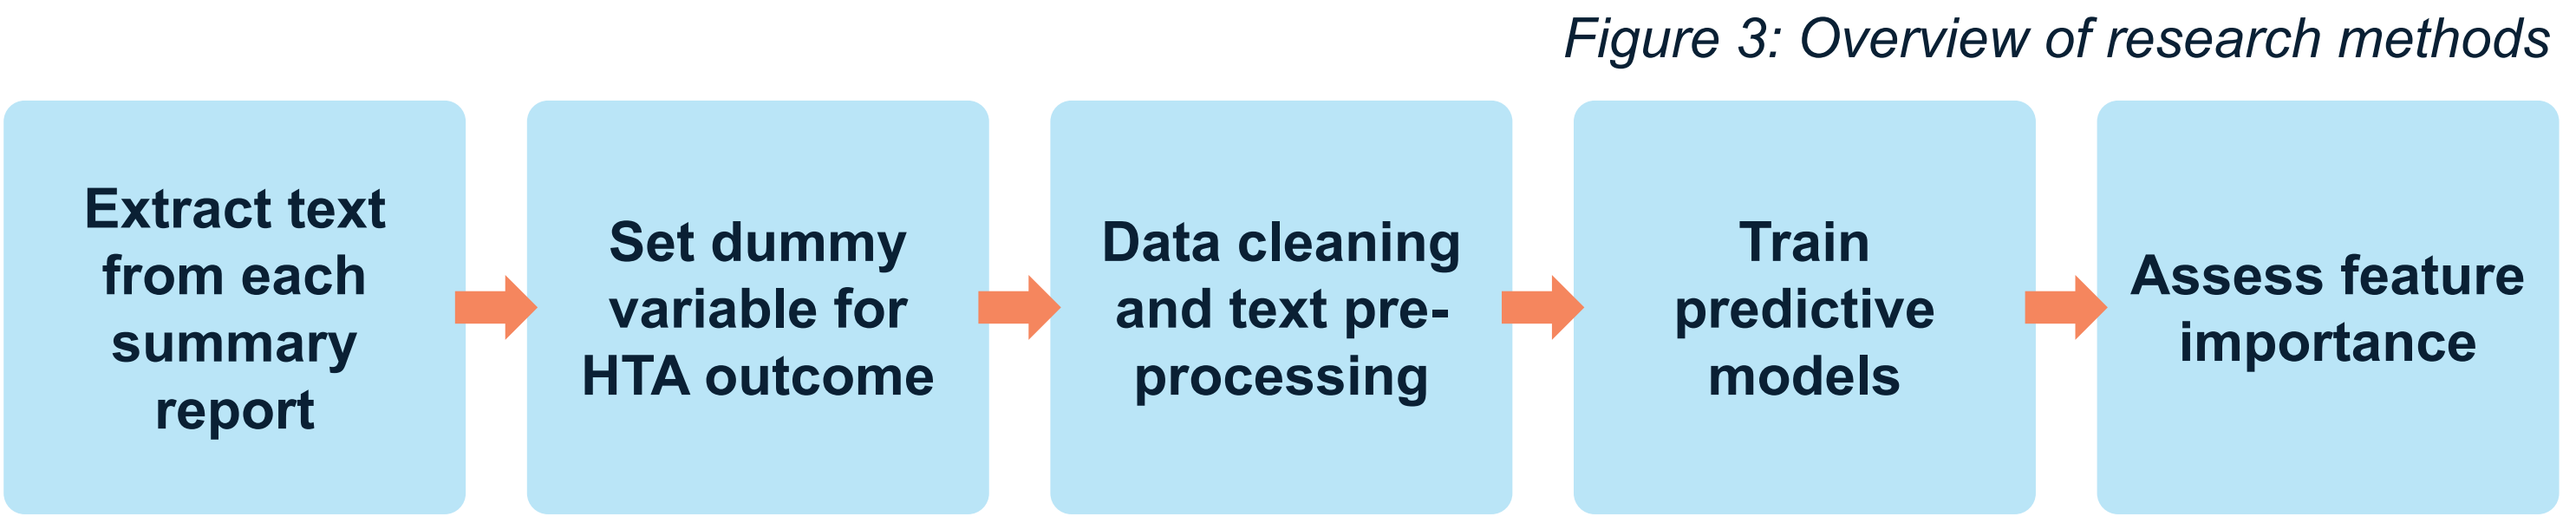 Figure 3: Overview of research methods
Extract text
from each
summary
report
Set dummy
variable for
HTA outcome
Data cleaning
and text pre-
processing
Train
predictive
models
Assess feature
importance